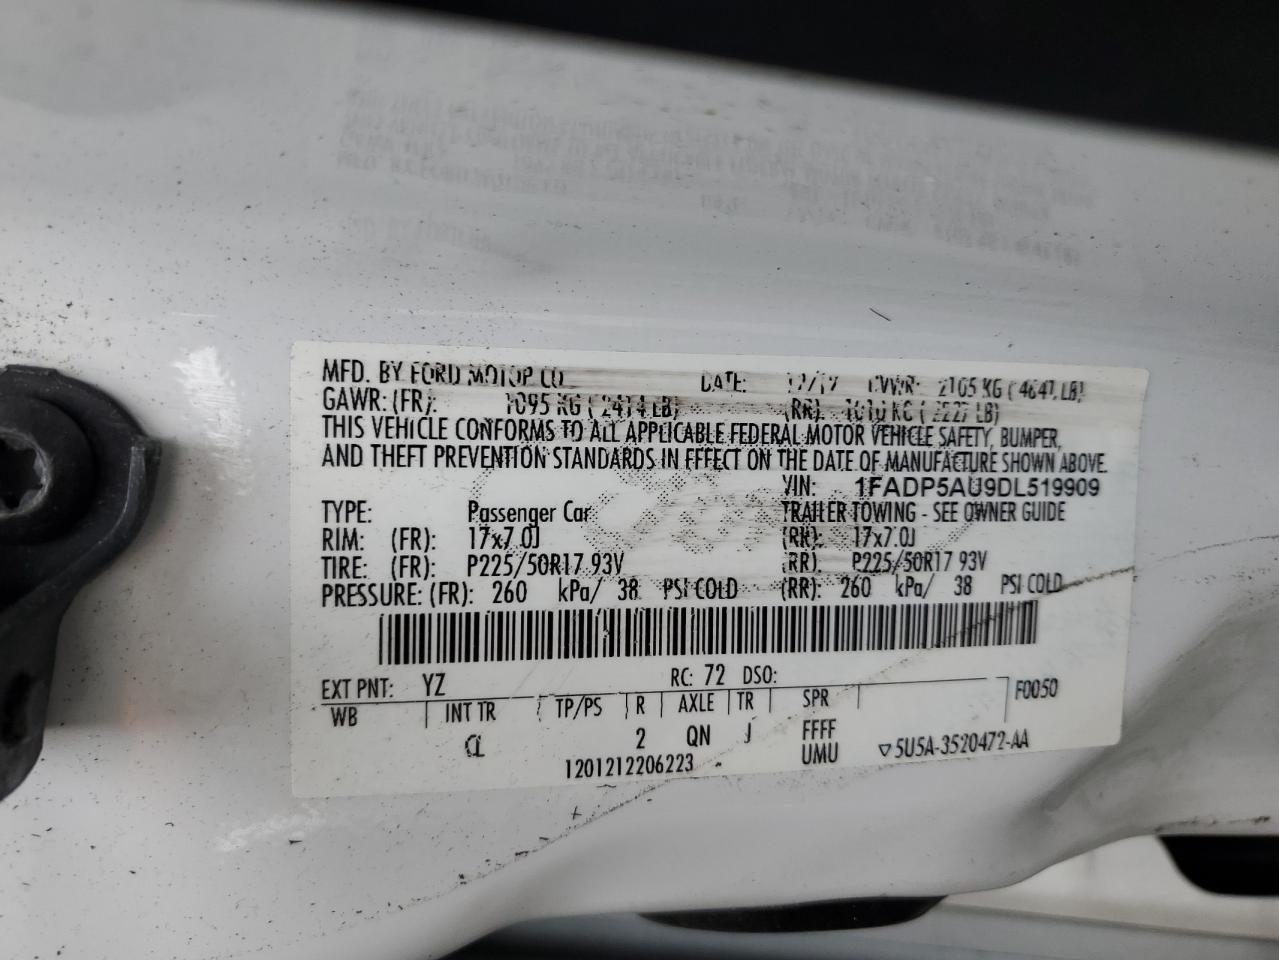 MFD. BY FORD MOTOR CO DATE: 12/12 GVWR: 2105 KG ( 4641 LB)
GAWR: (FR): 1095 KG ( 2414 LB) (RR): 1010 KG ( 2227 LB)
THIS VEHICLE CONFORMS TO ALL APPLICABLE FEDERAL MOTOR VEHICLE SAFETY, BUMPER,
AND THEFT PREVENTION STANDARDS IN EFFECT ON THE DATE OF MANUFACTURE SHOWN ABOVE.
VIN: 1FADP5AU9DL519909
TYPE: Passenger Car TRAILER TOWING - SEE OWNER GUIDE
RIM: (FR): 17x7.0J (RR): 17x7.0J
TIRE: (FR): P225/50R17 93V (RR): P225/50R17 93V
PRESSURE: (FR): 260 kPa/ 38 PSI COLD (RR): 260 kPa/ 38 PSI COLD
EXT PNT: YZ RC: 72 DSO: F0050
WB INT TR TP/PS R AXLE TR SPR
CL 2 QN J FFFF
1201212206223 UMU ▽5U5A-3520472-AA